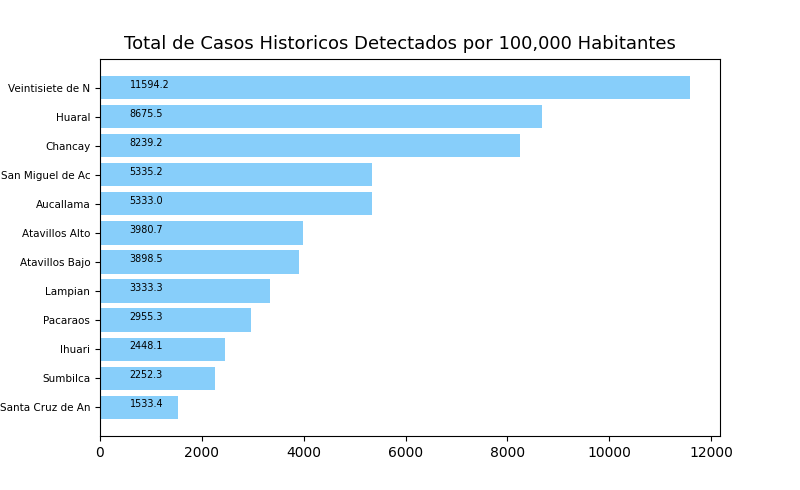 Total de Casos Historicos Detectados por 100,000 Habitantes
Veintisiete de N 11594.2
Huaral 8675.5
Chancay 8239.2
San Miguel de Ac 5335.2
Aucallama 5333.0
Atavillos Alto 3980.7
Atavillos Bajo 3898.5
Lampian 3333.3
Pacaraos 2955.3
Ihuari 2448.1
Sumbilca 2252.3
Santa Cruz de An 1533.4
0 2000 4000 6000 8000 10000 12000